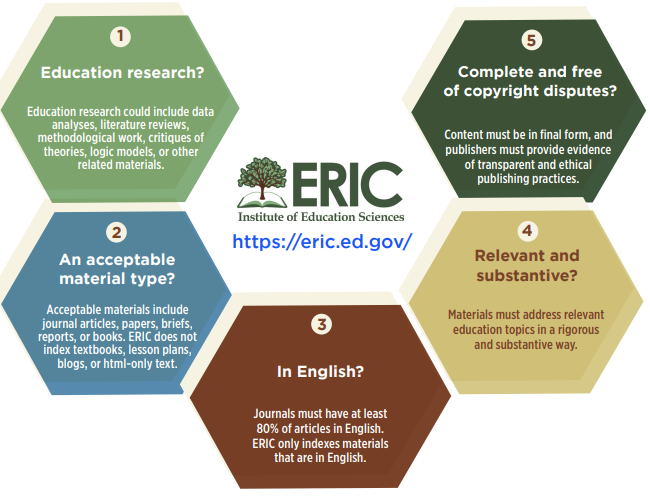 1
Education research?
Education research could include data
analyses, literature reviews,
methodological work, critiques of
theories, logic models, or other
related materials.
2
An acceptable
material type?
Acceptable materials include
journal articles, papers, briefs,
reports, or books. ERIC does not
index textbooks, lesson plans,
blogs, or html-only text.
3
In English?
Journals must have at least
80% of articles in English.
ERIC only indexes materials
that are in English.
4
Relevant and
substantive?
Materials must address relevant
education topics in a rigorous
and substantive way.
5
Complete and free
of copyright disputes?
Content must be in final form, and
publishers must provide evidence
of transparent and ethical
publishing practices.
ERIC
Institute of Education Sciences
https://eric.ed.gov/